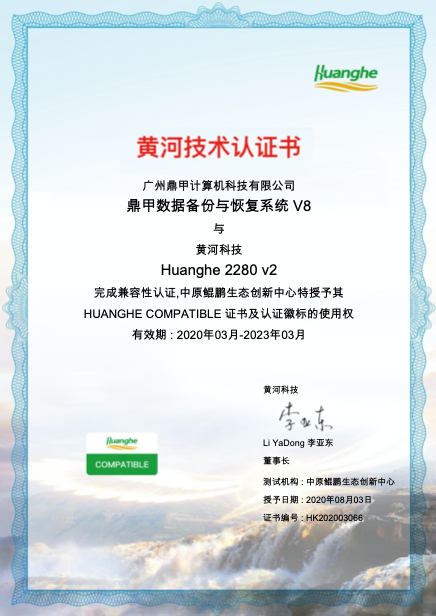 Huanghe
黄河技术认证书
广州鼎甲计算机科技有限公司
鼎甲数据备份与恢复系统 V8
与
黄河科技
Huanghe 2280 v2
完成兼容性认证,中原鲲鹏生态创新中心特授予其
HUANGHE COMPATIBLE 证书及认证徽标的使用权
有效期 : 2020年03月-2023年03月
黄河科技
李亚东
Li YaDong 李亚东
董事长
Huanghe
COMPATIBLE
测试机构 : 中原鲲鹏生态创新中心
授予日期 : 2020年08月03日
证书编号 : HK202003066